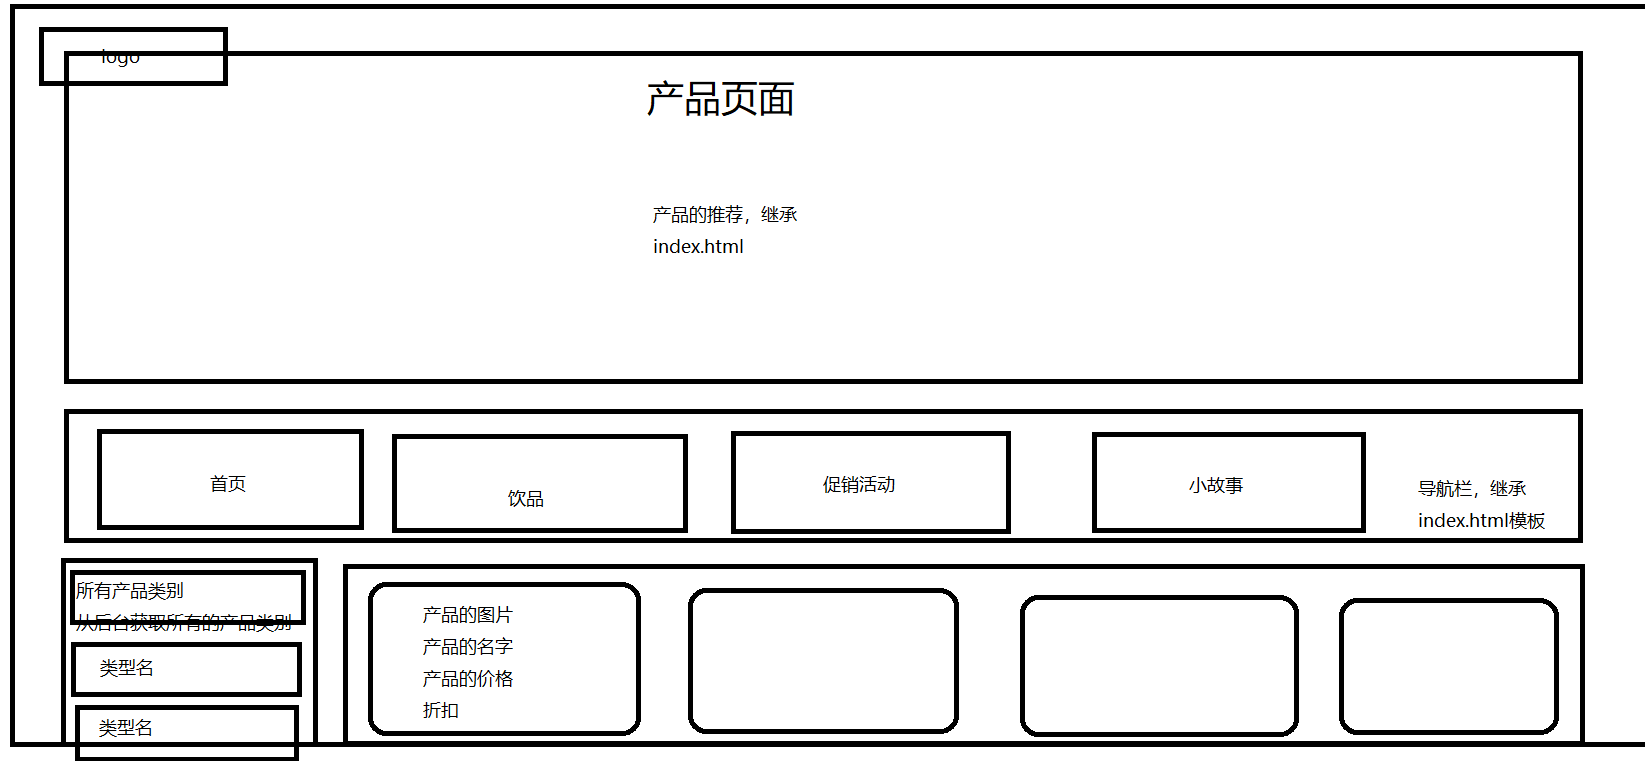 logo
产品页面
产品的推荐，继承
index.html
首页
饮品
促销活动
小故事
导航栏，继承
index.html模板
所有产品类别
从后台获取所有的产品类别
类型名
类型名
产品的图片
产品的名字
产品的价格
折扣